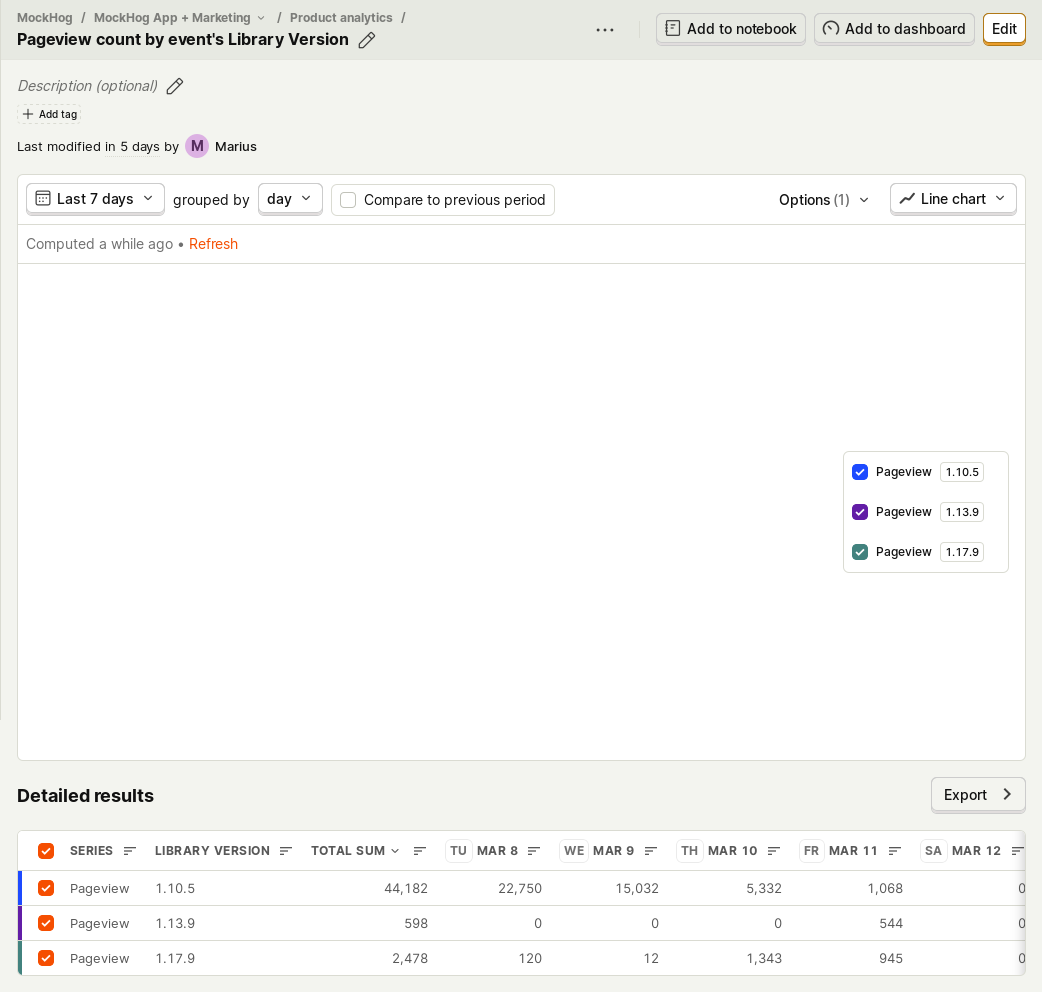 MockHog / MockHog App + Marketing / Product analytics /
Pageview count by event's Library Version
Add to notebook
Add to dashboard
Edit
Description (optional)
Add tag
Last modified in 5 days by M Marius
Last 7 days grouped by day Compare to previous period Options (1) Line chart
Computed a while ago • Refresh
Pageview 1.10.5
Pageview 1.13.9
Pageview 1.17.9
Detailed results
Export
SERIES LIBRARY VERSION TOTAL SUM TU MAR 8 WE MAR 9 TH MAR 10 FR MAR 11 SA MAR 12
Pageview 1.10.5 44,182 22,750 15,032 5,332 1,068 0
Pageview 1.13.9 598 0 0 0 544 0
Pageview 1.17.9 2,478 120 12 1,343 945 0